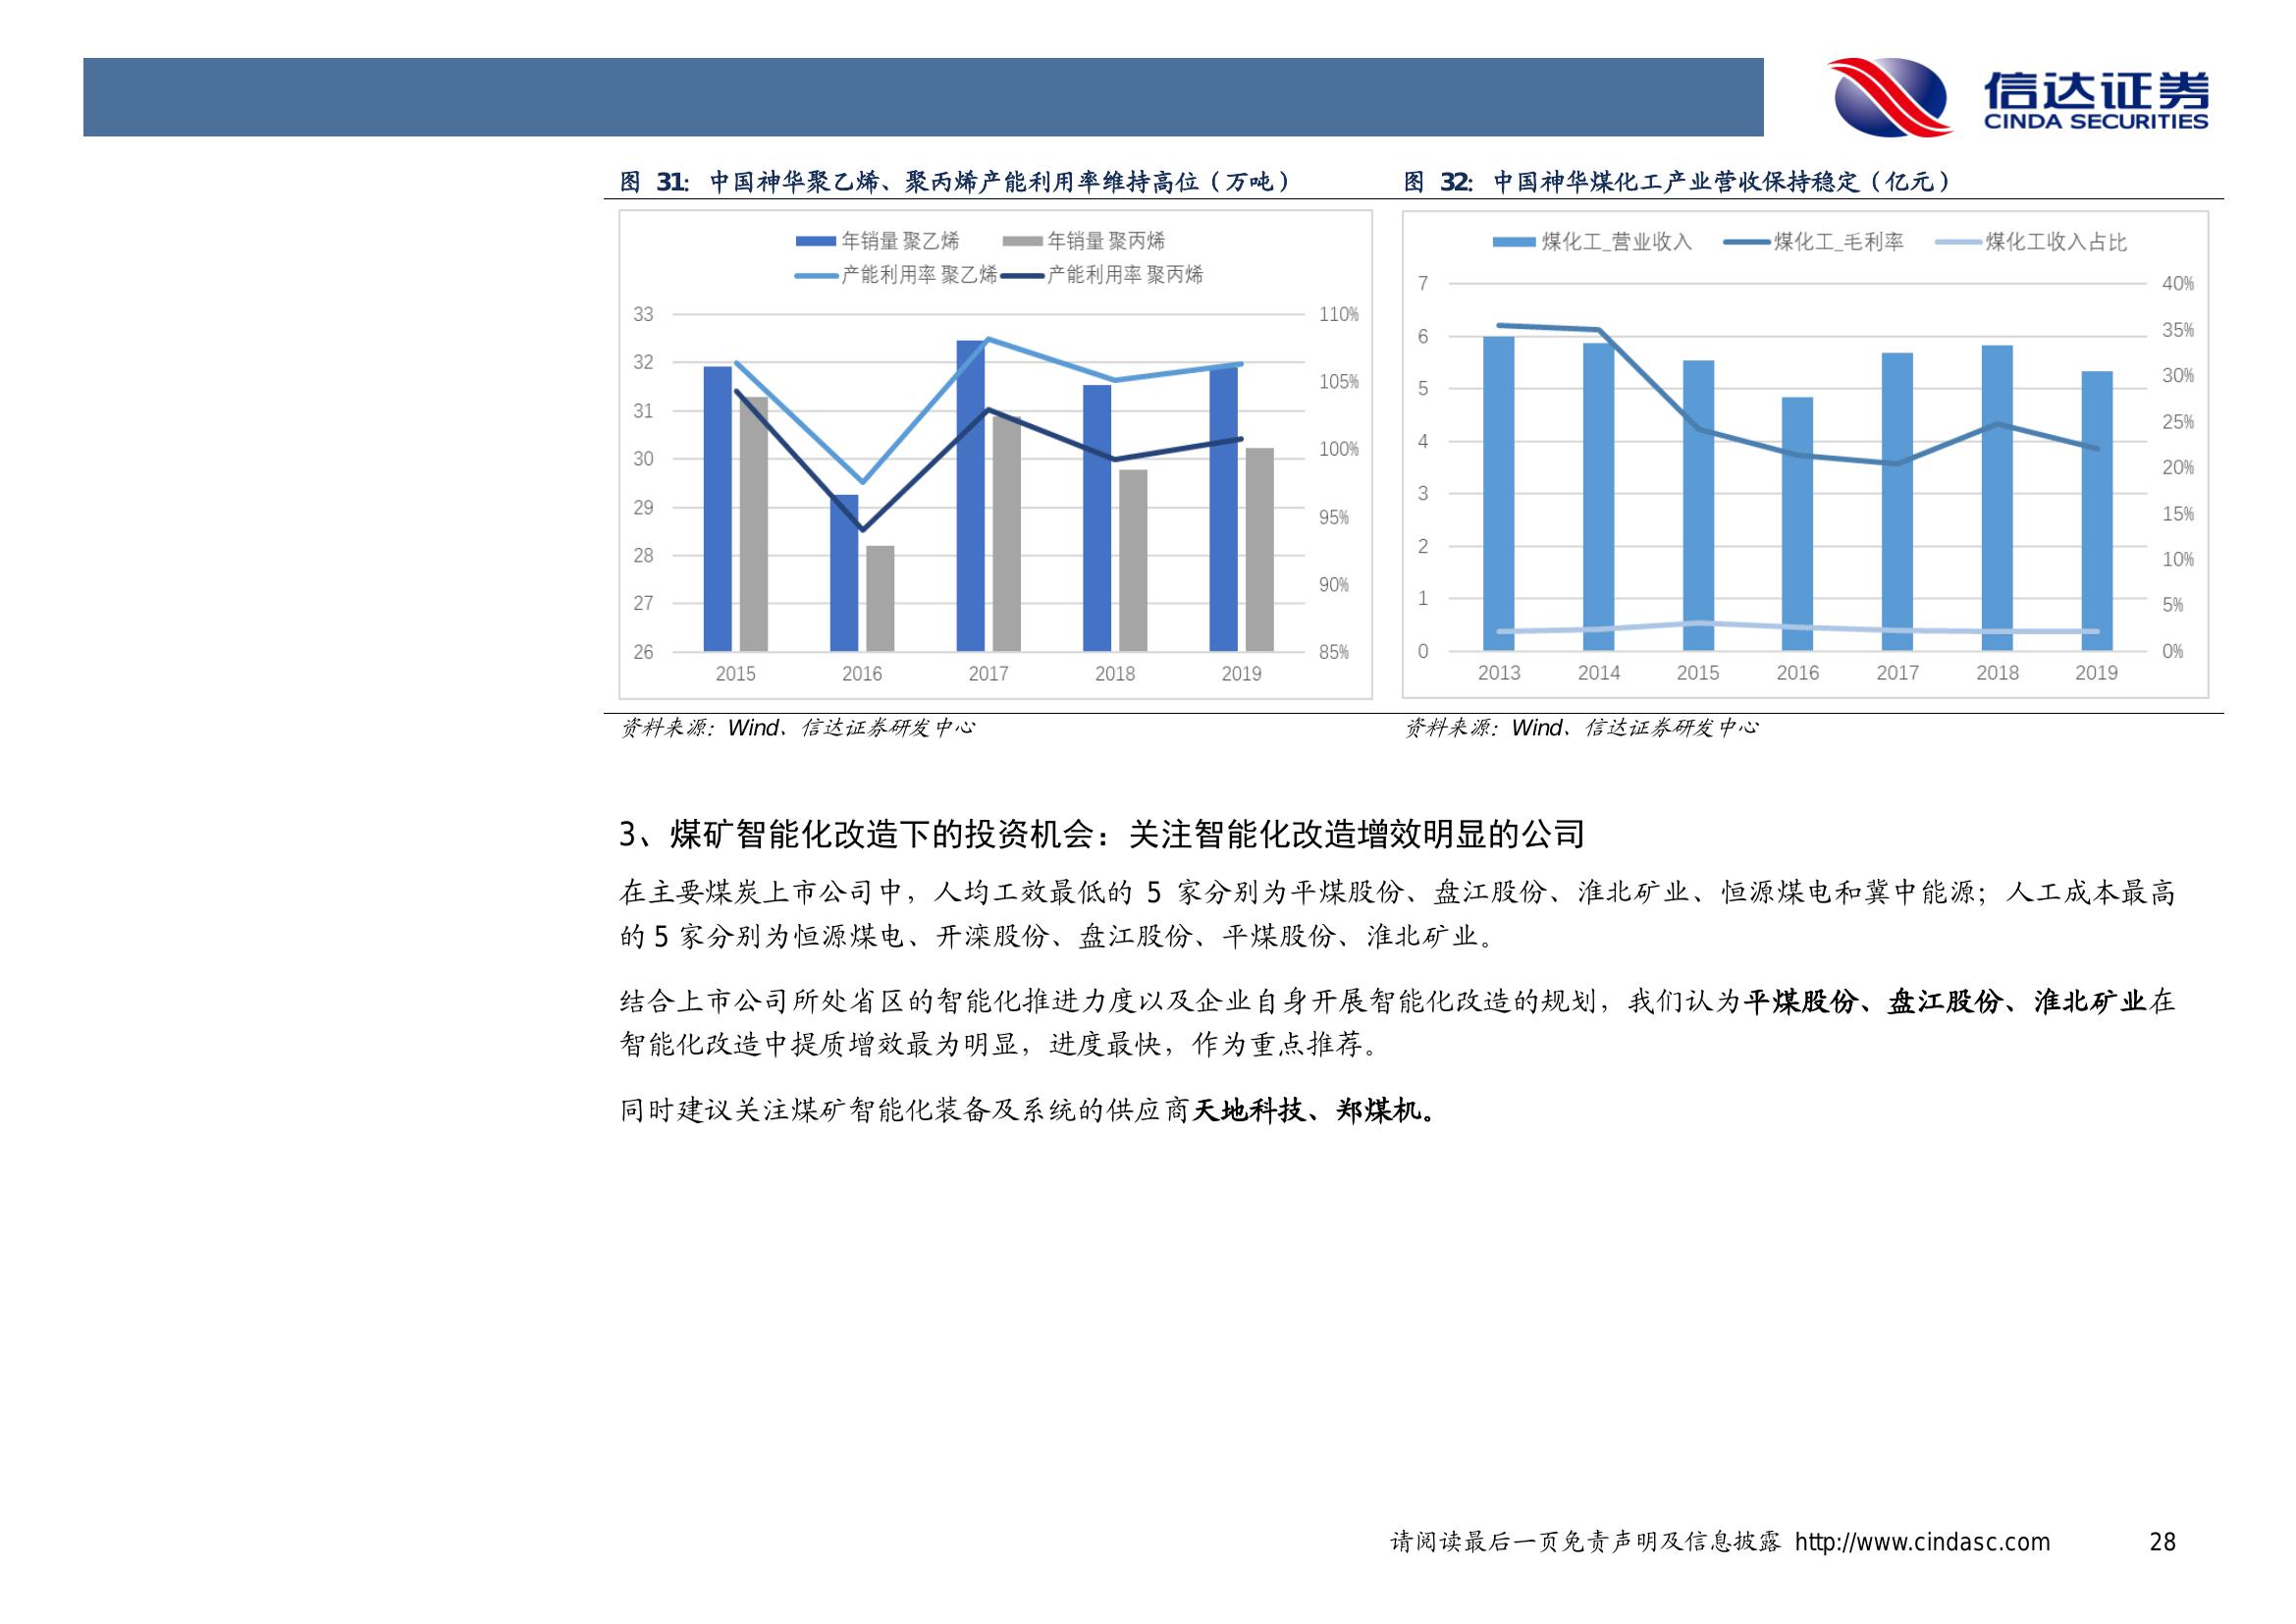 信达证券
CINDA SECURITIES
图 31: 中国神华聚乙烯、聚丙烯产能利用率维持高位（万吨）
年销量 聚乙烯 年销量 聚丙烯
产能利用率 聚乙烯 产能利用率 聚丙烯
33 110%
32
105%
31
30 100%
29 95%
28
90%
27
26 85%
2015 2016 2017 2018 2019
资料来源: Wind、信达证券研发中心
图 32: 中国神华煤化工产业营收保持稳定（亿元）
煤化工_营业收入 煤化工_毛利率 煤化工收入占比
7 40%
6 35%
5 30%
4 25%
20%
3 15%
2 10%
1 5%
0 0%
2013 2014 2015 2016 2017 2018 2019
资料来源: Wind、信达证券研发中心
3、煤矿智能化改造下的投资机会：关注智能化改造增效明显的公司
在主要煤炭上市公司中，人均工效最低的 5 家分别为平煤股份、盘江股份、淮北矿业、恒源煤电和冀中能源；人工成本最高
的 5 家分别为恒源煤电、开滦股份、盘江股份、平煤股份、淮北矿业。
结合上市公司所处省区的智能化推进力度以及企业自身开展智能化改造的规划，我们认为平煤股份、盘江股份、淮北矿业在
智能化改造中提质增效最为明显，进度最快，作为重点推荐。
同时建议关注煤矿智能化装备及系统的供应商天地科技、郑煤机。
请阅读最后一页免责声明及信息披露 http://www.cindasc.com 28